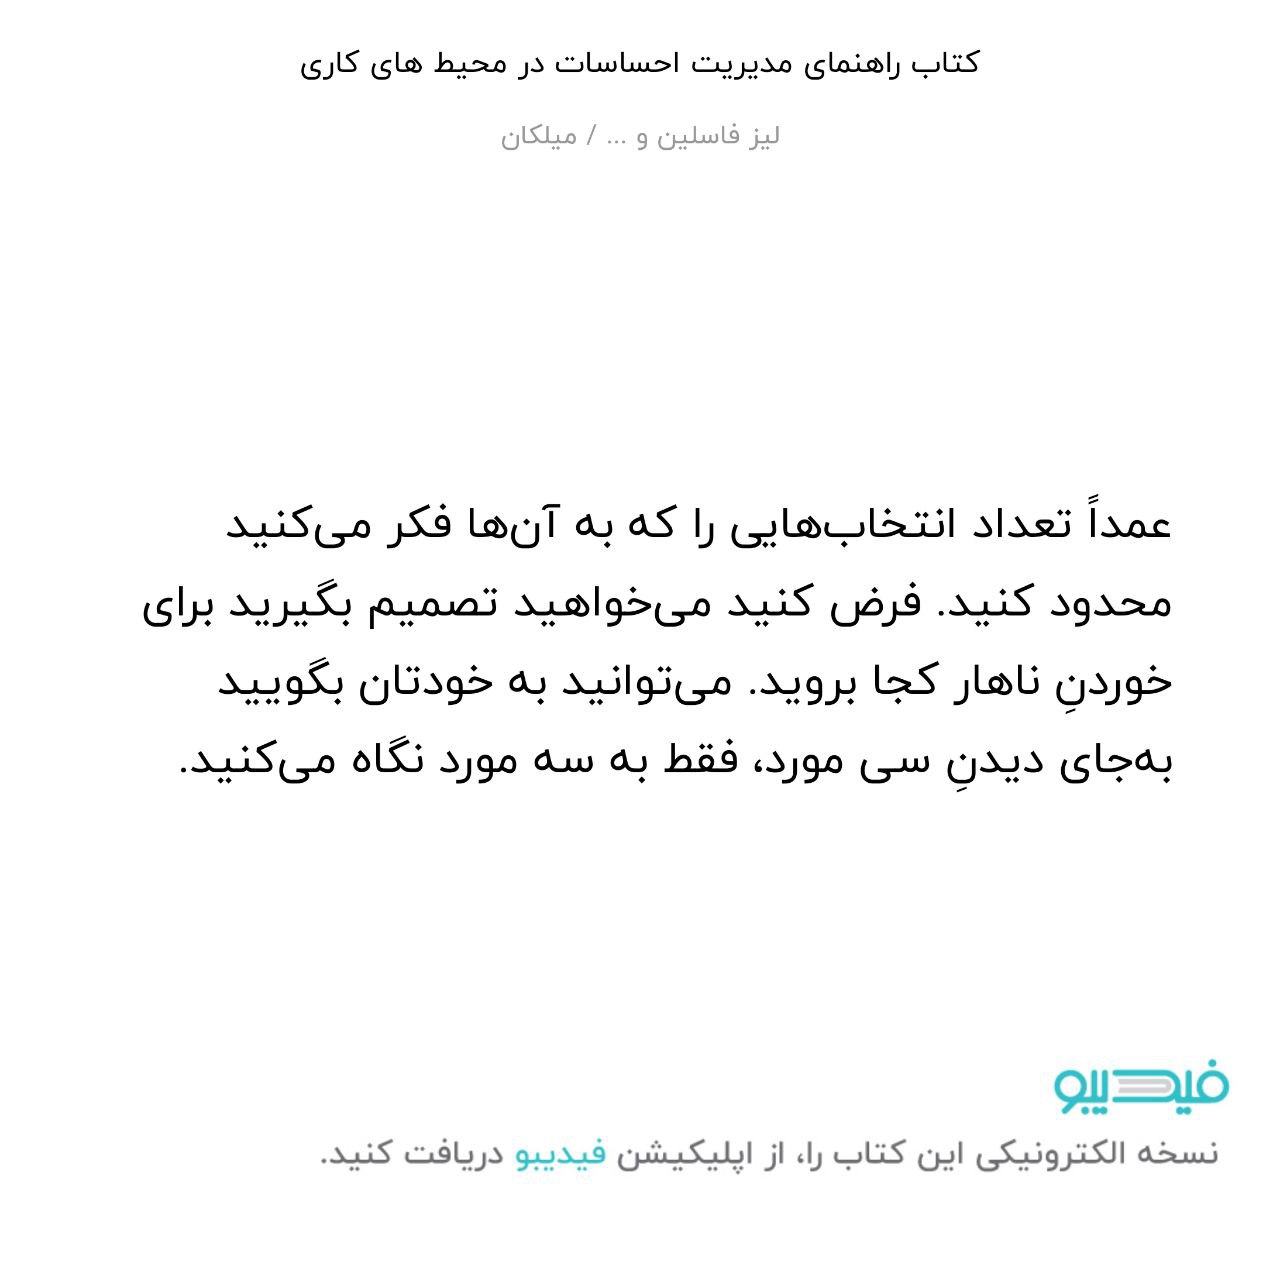 کتاب راهنمای مدیریت احساسات در محیط های کاری
لیز فاسلین و ... / میلکان
عمداً تعداد انتخاب‌هایی را که به آن‌ها فکر می‌کنید
محدود کنید. فرض کنید می‌خواهید تصمیم بگیرید برای
خوردنِ ناهار کجا بروید. می‌توانید به خودتان بگویید
به‌جای دیدنِ سی مورد، فقط به سه مورد نگاه می‌کنید.
فیدیبو
نسخه الکترونیکی این کتاب را، از اپلیکیشن فیدیبو دریافت کنید.